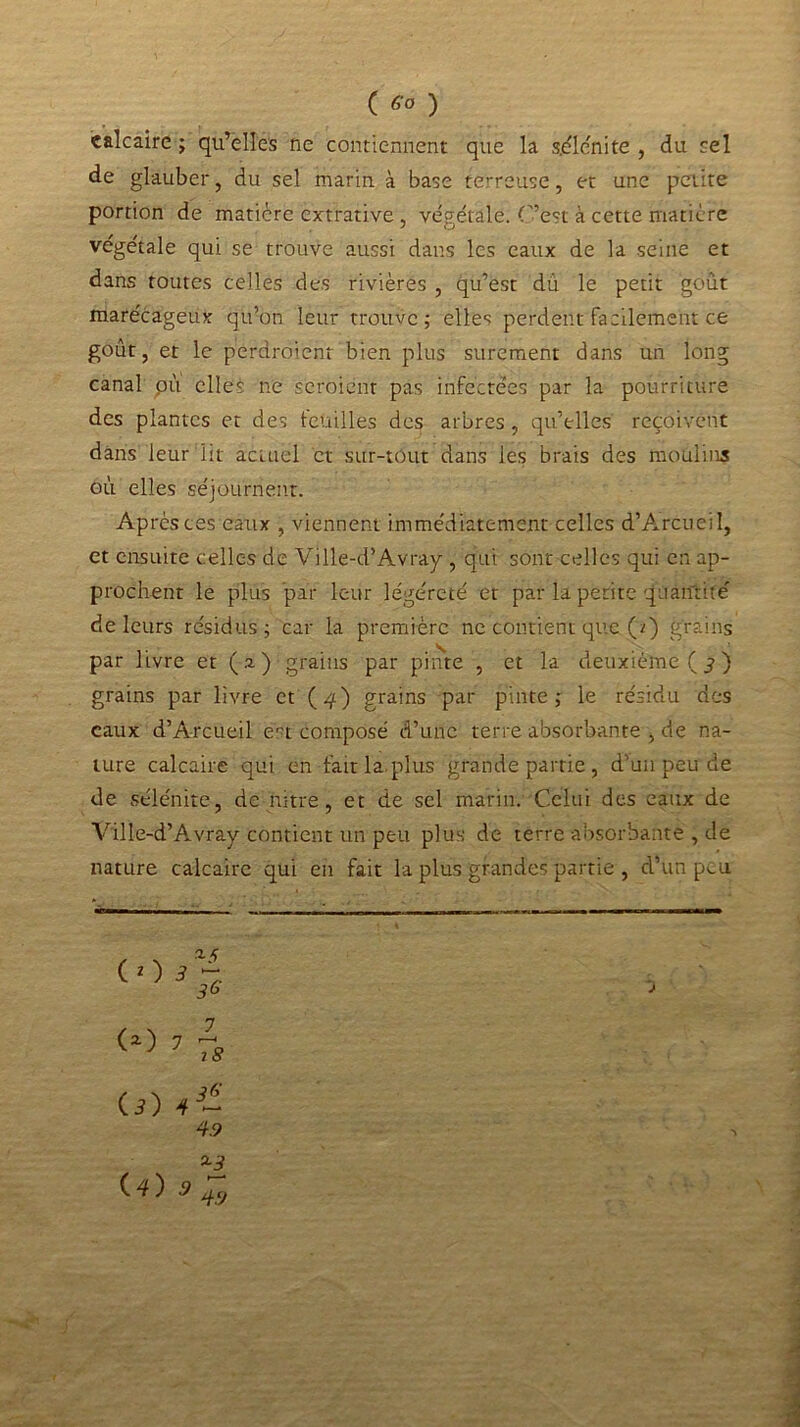 ( 60 )
calcaire ; qu’elles ne contiennent que la sélénite , du sel
de glauber, du sel marin à base terreuse, et une petite
portion de matière extrative , végétale. C’est à cette matière
végétale qui se trouve aussi dans les eaux de la seine et
dans toutes celles des rivières , qu’est dû le petit goût
marécageux qu’on leur trouve ; elles perdent facilement ce
goût, et le perdroient bien plus surement dans un long
canal où elles ne seroient pas infectées par la pourriture
des plantes et des feuilles des arbres, qu’elles reçoivent
dans leur lit actuel et sur-tout dans les brais des moulins
où elles séjournent.
Après ces eaux , viennent immédiatement celles d’Arcueil,
et ensuite celles de Ville-d’Avray , qui sont celles qui en ap-
prochent le plus par leur légéreté et par la petite quantité
de leurs résidus ; car la première ne contient que (1) grains
par livre et ( 2 ) grains par pinte , et la deuxième ( 3 )
grains par livre et ( 4 ) grains par pinte ; le résidu des
eaux d’Arcueil est composé d’une terre absorbante , de na-
ture calcaire qui en fait la plus grande partie , d’un peu de
de sélénite, de nitre , et de sel marin. Celui des eaux de
Ville-d’Avray contient un peu plus de terre absorbante , de
nature calcaire qui en fait la plus grandes partie , d’un peu
(1) 3 25/36
(2) 7 7/18
(3) 4 36/49
(4) 9 23/49